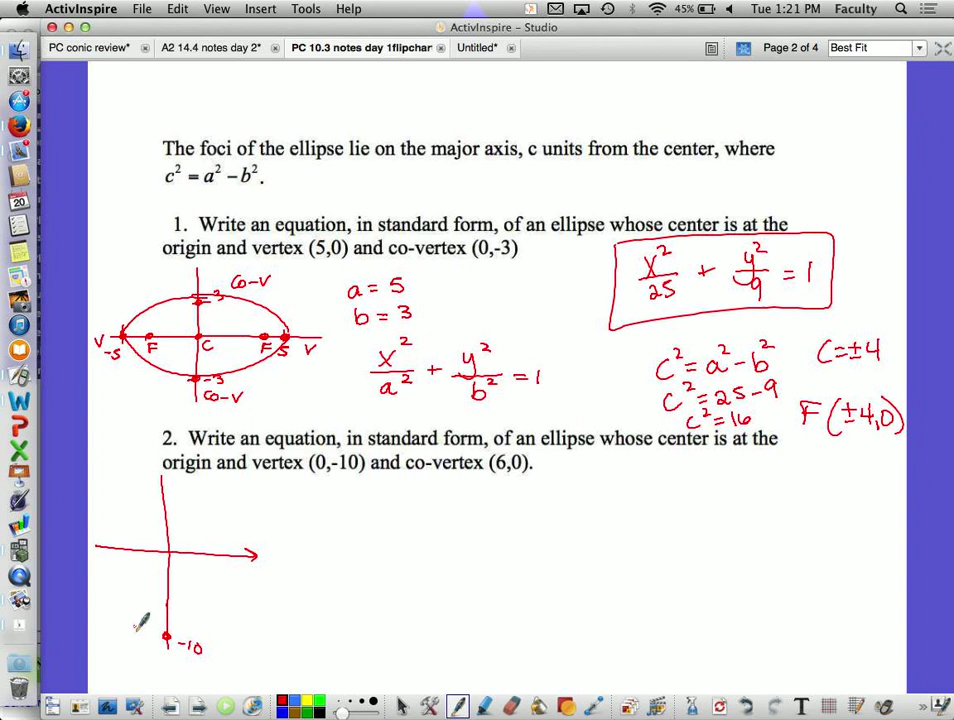 ActivInspire File Edit View Insert Tools Help 45% Tue 1:21 PM Faculty
ActivInspire - Studio
PC conic review* A2 14.4 notes day 2* PC 10.3 notes day 1flipchar Untitled* Page 2 of 4 Best Fit
The foci of the ellipse lie on the major axis, c units from the center, where
c² = a² – b².
1. Write an equation, in standard form, of an ellipse whose center is at the
origin and vertex (5,0) and co-vertex (0,-3)
x²/25 + y²/9 = 1
3 co-v
a = 5
b = 3
V -5 F C F 5 V
-3
co-v
x²/a² + y²/b² = 1
c² = a² - b²
c² = 25 - 9
c² = 16
C = ±4
F (±4,0)
2. Write an equation, in standard form, of an ellipse whose center is at the
origin and vertex (0,-10) and co-vertex (6,0).
-10